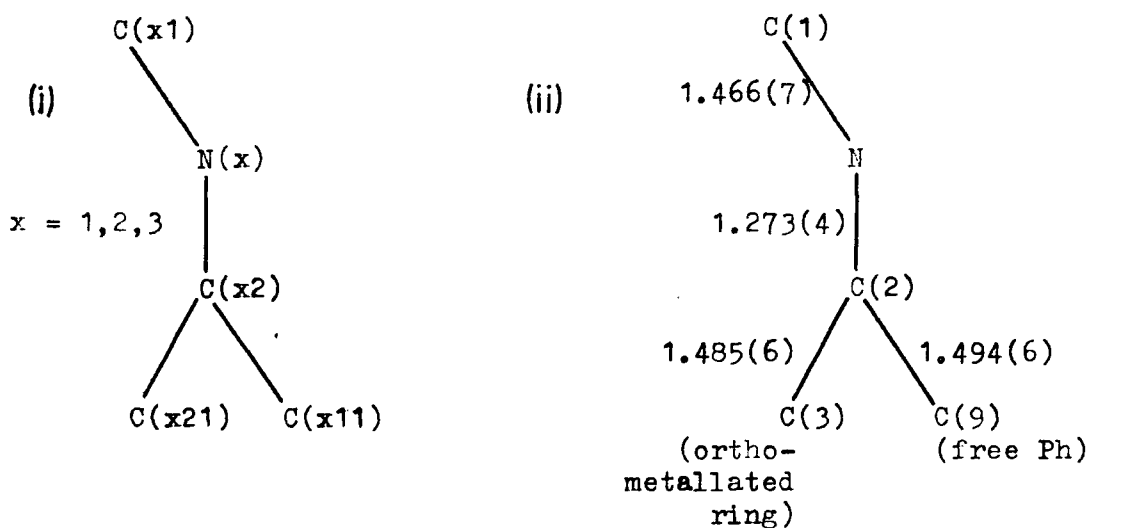 (i)
C(x1)
N(x)
x = 1,2,3
C(x2)
C(x21)
C(x11)
(ii)
C(1)
1.466(7)
N
1.273(4)
C(2)
1.485(6)
1.494(6)
C(3)
(ortho-
metallated
ring)
C(9)
(free Ph)